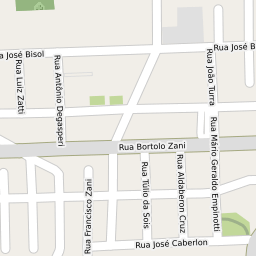 Rua José Bisol
Rua José B
Rua Luiz Zatti
Rua Antônio Degasperi
Rua João Turra
Rua Bortolo Zani
Rua Mário Geraldo Empinotti
Rua Túlio da Sois
Rua Aldaberon Cruz
Rua Francisco Zani
Rua José Caberlon